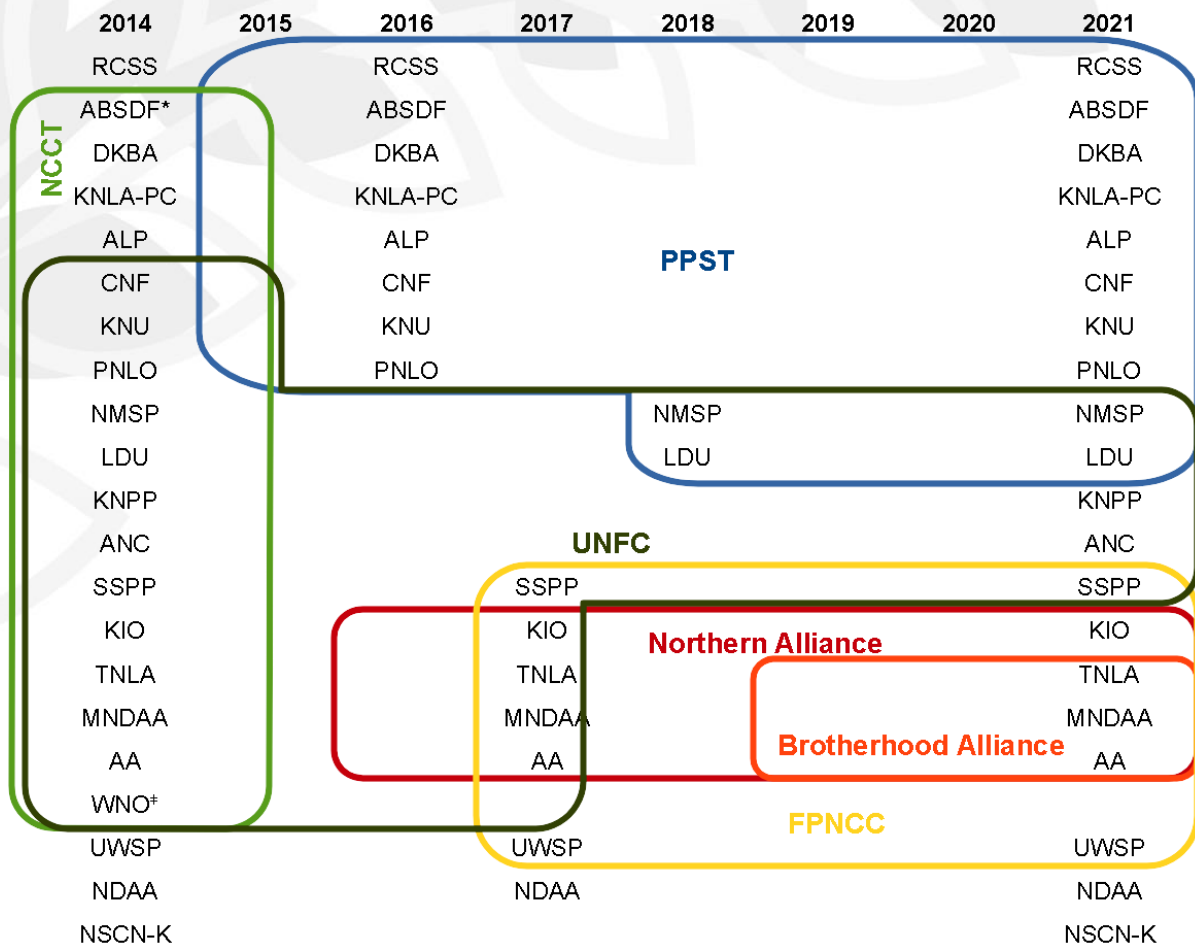 2014 2015 2016 2017 2018 2019 2020 2021
RCSS RCSS RCSS
ABSDF* ABSDF ABSDF
NCCT
DKBA DKBA DKBA
KNLA-PC KNLA-PC KNLA-PC
ALP ALP ALP
PPST
CNF CNF CNF
KNU KNU KNU
PNLO PNLO PNLO
NMSP NMSP NMSP
LDU LDU LDU
KNPP KNPP
ANC UNFC ANC
SSPP SSPP SSPP
KIO KIO Northern Alliance KIO
TNLA TNLA TNLA
MNDAA MNDAA MNDAA
AA AA Brotherhood Alliance AA
WNO‡ FPNCC
UWSP UWSP UWSP
NDAA NDAA NDAA
NSCN-K NSCN-K